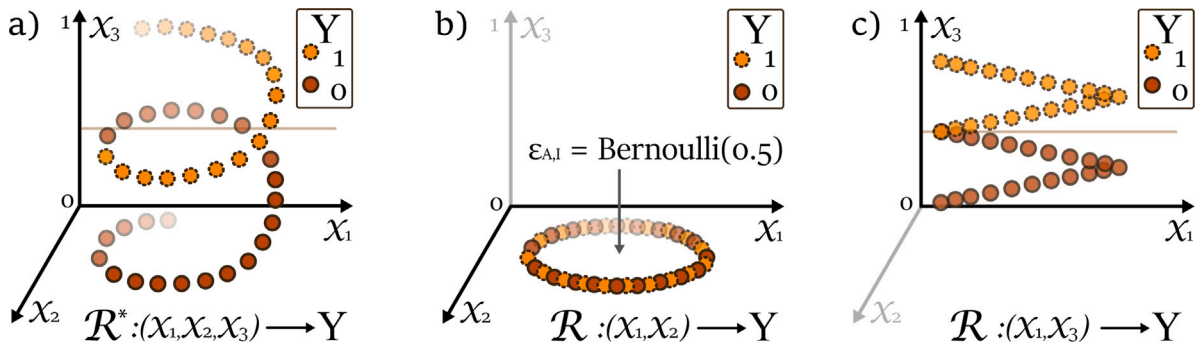 a)
1
X₃
Y
1
0
0
X₁
X₂
ℛ* :(X₁,X₂,X₃) → Y
b)
1
X₃
Y
1
0
εA,I = Bernoulli(0.5)
0
X₁
X₂
ℛ :(X₁,X₂) → Y
c)
1
X₃
Y
1
0
0
X₁
X₂
ℛ :(X₁,X₃) → Y